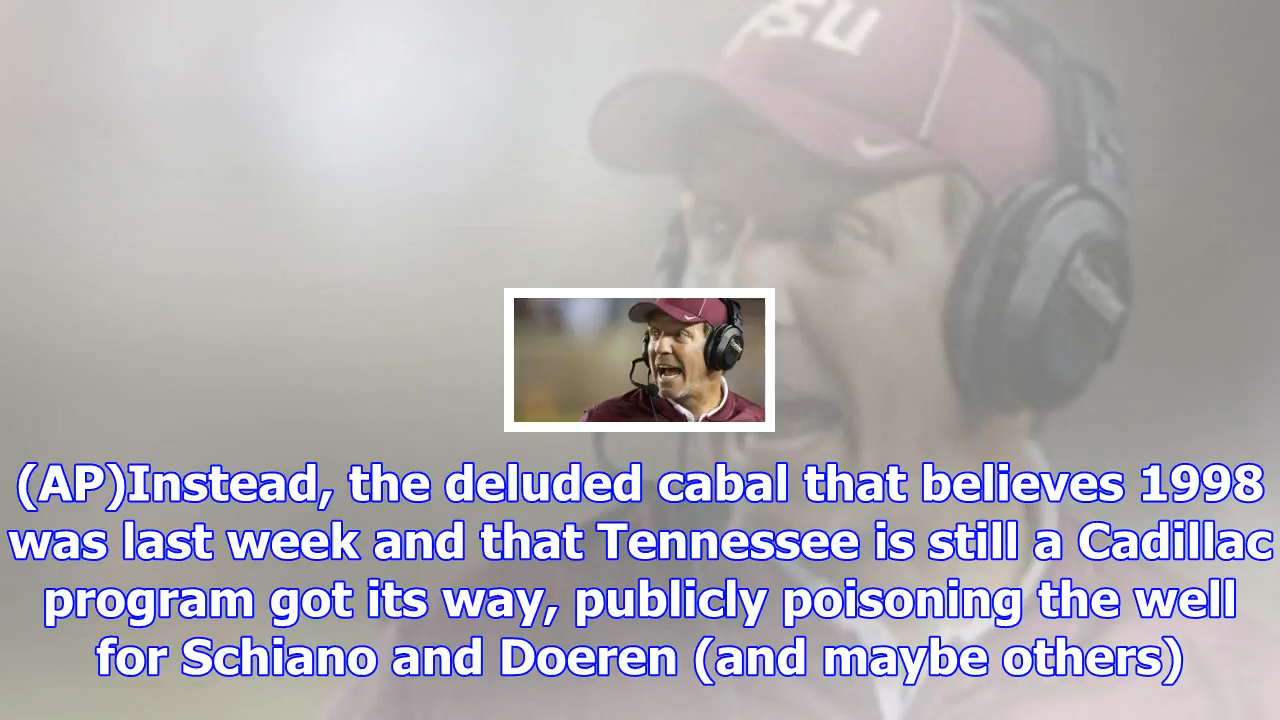 FSU
(AP)Instead, the deluded cabal that believes 1998
was last week and that Tennessee is still a Cadillac
program got its way, publicly poisoning the well
for Schiano and Doeren (and maybe others)